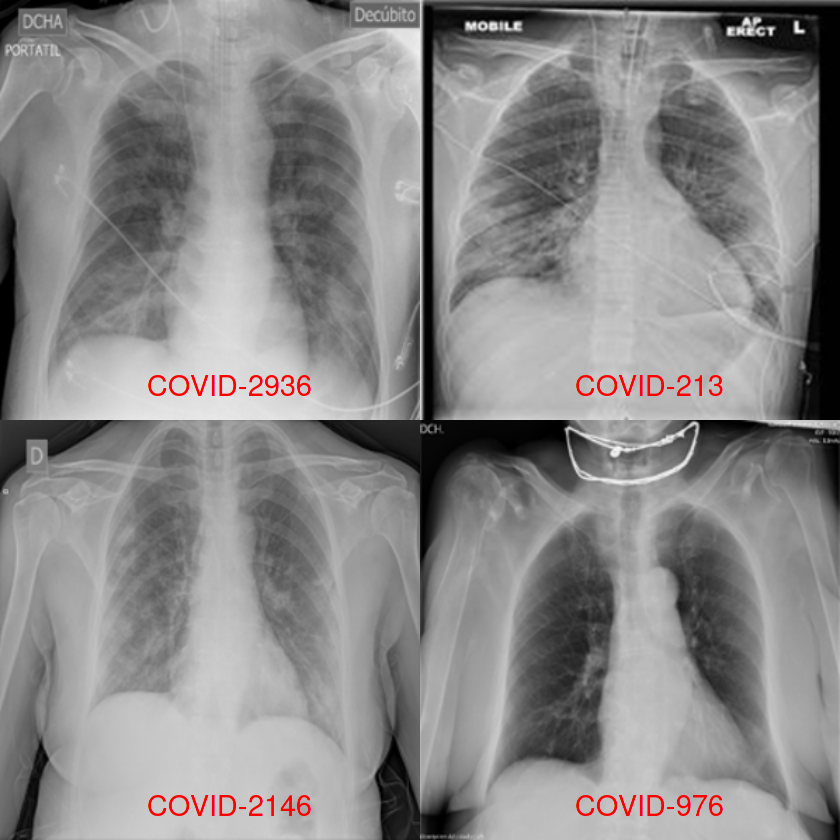 DCHA
Decúbito
PORTATIL
MOBILE
AP
ERECT
L
COVID-2936
COVID-213
D
DCH.
COVID-2146
COVID-976